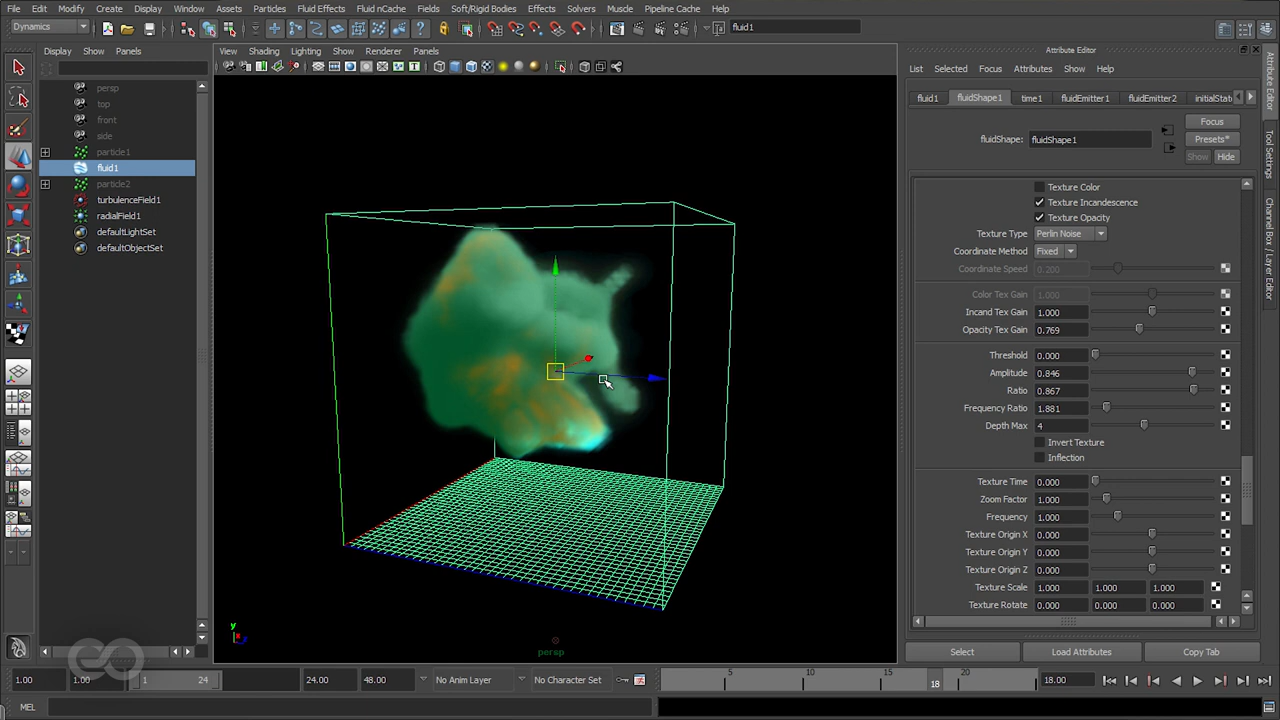 File Edit Modify Create Display Window Assets Particles Fluid Effects Fluid nCache Fields Soft/Rigid Bodies Effects Solvers Muscle Pipeline Cache Help
Dynamics
fluid1
Display Show Panels
View Shading Lighting Show Renderer Panels
persp
top
front
side
particle1
fluid1
particle2
turbulenceField1
radialField1
defaultLightSet
defaultObjectSet
y
persp
Attribute Editor
List Selected Focus Attributes Show Help
fluid1 fluidShape1 time1 fluidEmitter1 fluidEmitter2 initialStat
Focus
fluidShape: fluidShape1
Presets*
Show Hide
Texture Color
Texture Incandescence
Texture Opacity
Texture Type Perlin Noise
Coordinate Method Fixed
Coordinate Speed 0.200
Color Tex Gain 1.000
Incand Tex Gain 1.000
Opacity Tex Gain 0.769
Threshold 0.000
Amplitude 0.846
Ratio 0.867
Frequency Ratio 1.881
Depth Max 4
Invert Texture
Inflection
Texture Time 0.000
Zoom Factor 1.000
Frequency 1.000
Texture Origin X 0.000
Texture Origin Y 0.000
Texture Origin Z 0.000
Texture Scale 1.000 1.000 1.000
Texture Rotate 0.000 0.000 0.000
Select Load Attributes Copy Tab
Attribute Editor
Tool Settings
Channel Box / Layer Editor
1.00 1.00 1 24 24.00 48.00 No Anim Layer No Character Set
5 10 15 18 20 18.00
MEL